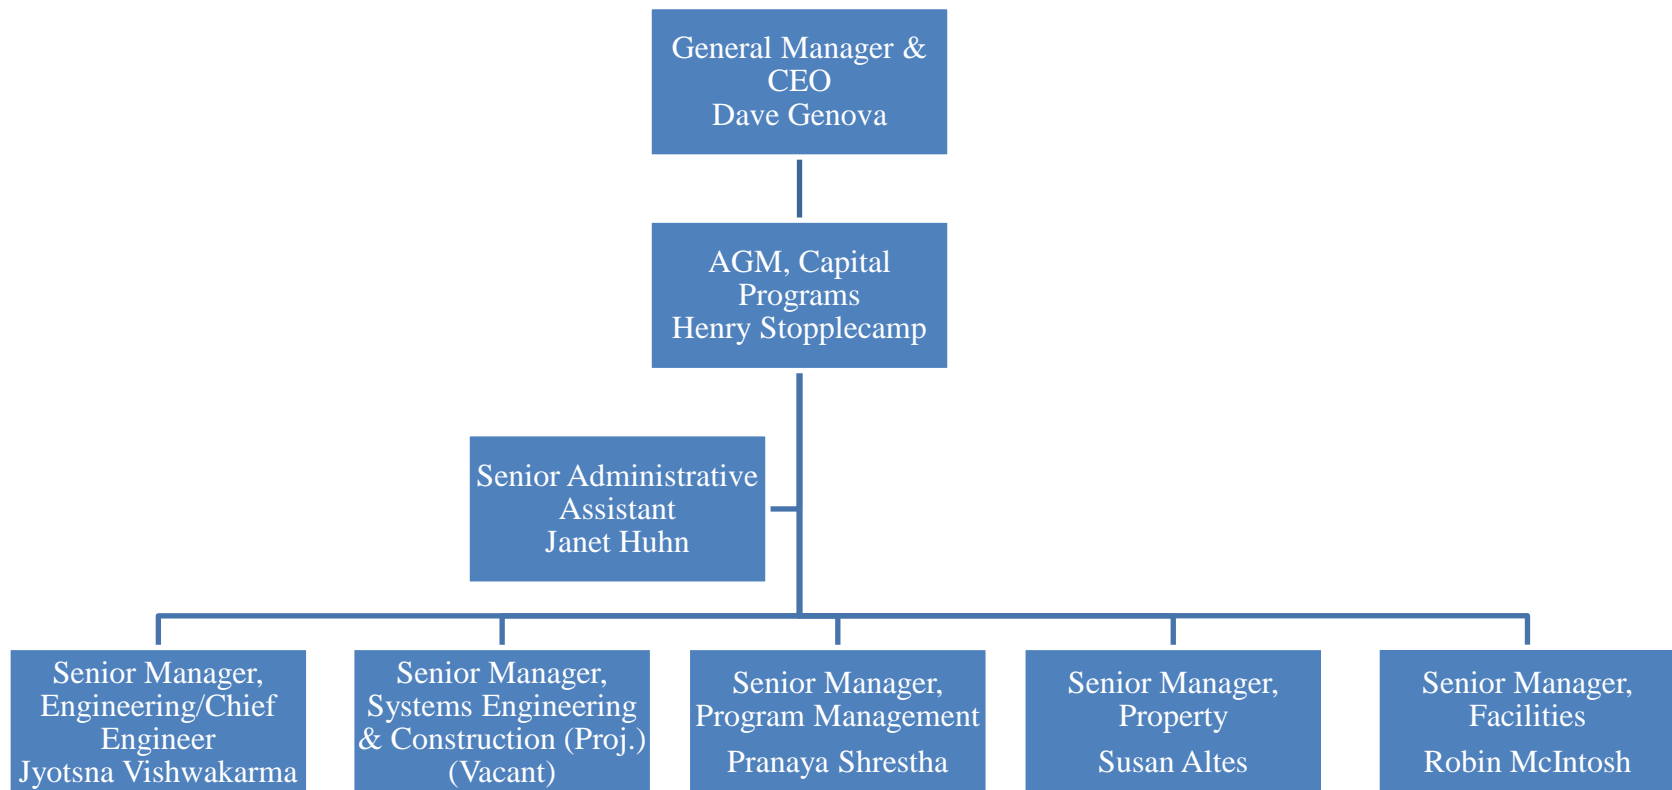 General Manager &
CEO
Dave Genova
AGM, Capital
Programs
Henry Stopplecamp
Senior Administrative
Assistant
Janet Huhn
Senior Manager,
Engineering/Chief
Engineer
Jyotsna Vishwakarma
Senior Manager,
Systems Engineering
& Construction (Proj.)
(Vacant)
Senior Manager,
Program Management
Pranaya Shrestha
Senior Manager,
Property
Susan Altes
Senior Manager,
Facilities
Robin McIntosh